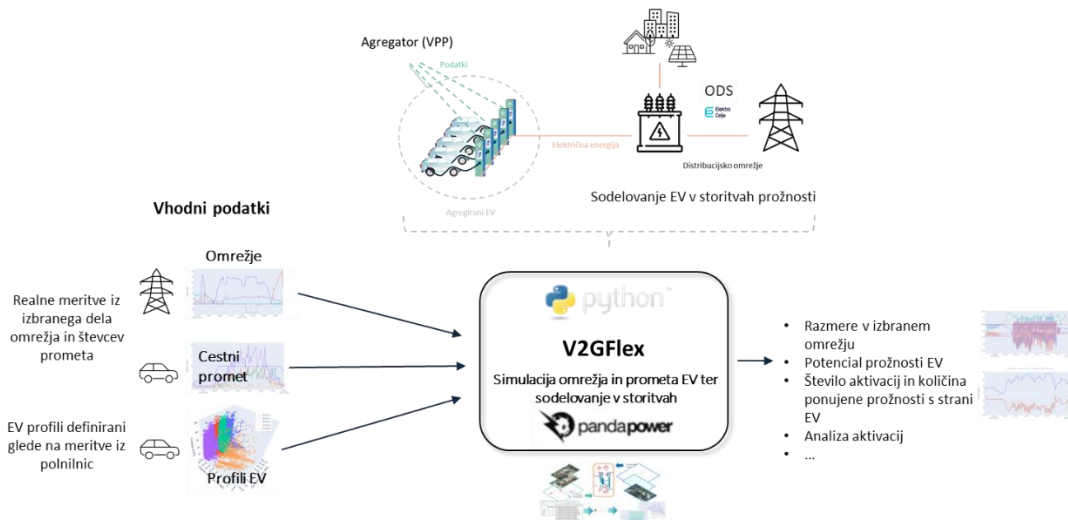 Agregator (VPP)
Podatki
ODS
Elektro
Celje
Električna energija
Distribucijsko omrežje
Agregirani EV
Sodelovanje EV v storitvah prožnosti
Vhodni podatki
Omrežje
Realne meritve iz
izbranega dela
omrežja in števcev
prometa
Cestni
promet
EV profili definirani
glede na meritve iz
polnilnic
Profili EV
python
V2GFlex
Simulacija omrežja in prometa EV ter
sodelovanje v storitvah
pandapower
• Razmere v izbranem
omrežju
• Potencial prožnosti EV
• Število aktivacij in količina
ponujene prožnosti s strani
EV
• Analiza aktivacij
• ...